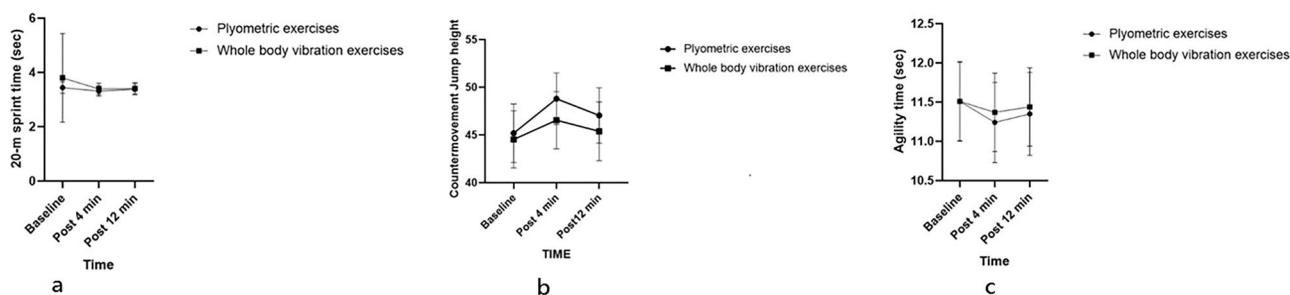 20-m sprint time (sec)
6
4
2
0
Baseline
Post 4 min
Post 12 min
Time
Plyometric exercises
Whole body vibration exercises
a
Countermovement Jump height
55
50
45
40
Baseline
Post 4 min
Post12 min
TIME
Plyometric exercises
Whole body vibration exercises
b
Agility time (sec)
12.5
12.0
11.5
11.0
10.5
Baseline
Post 4 min
Post 12 min
Time
Plyometric exercises
Whole body vibration exercises
c